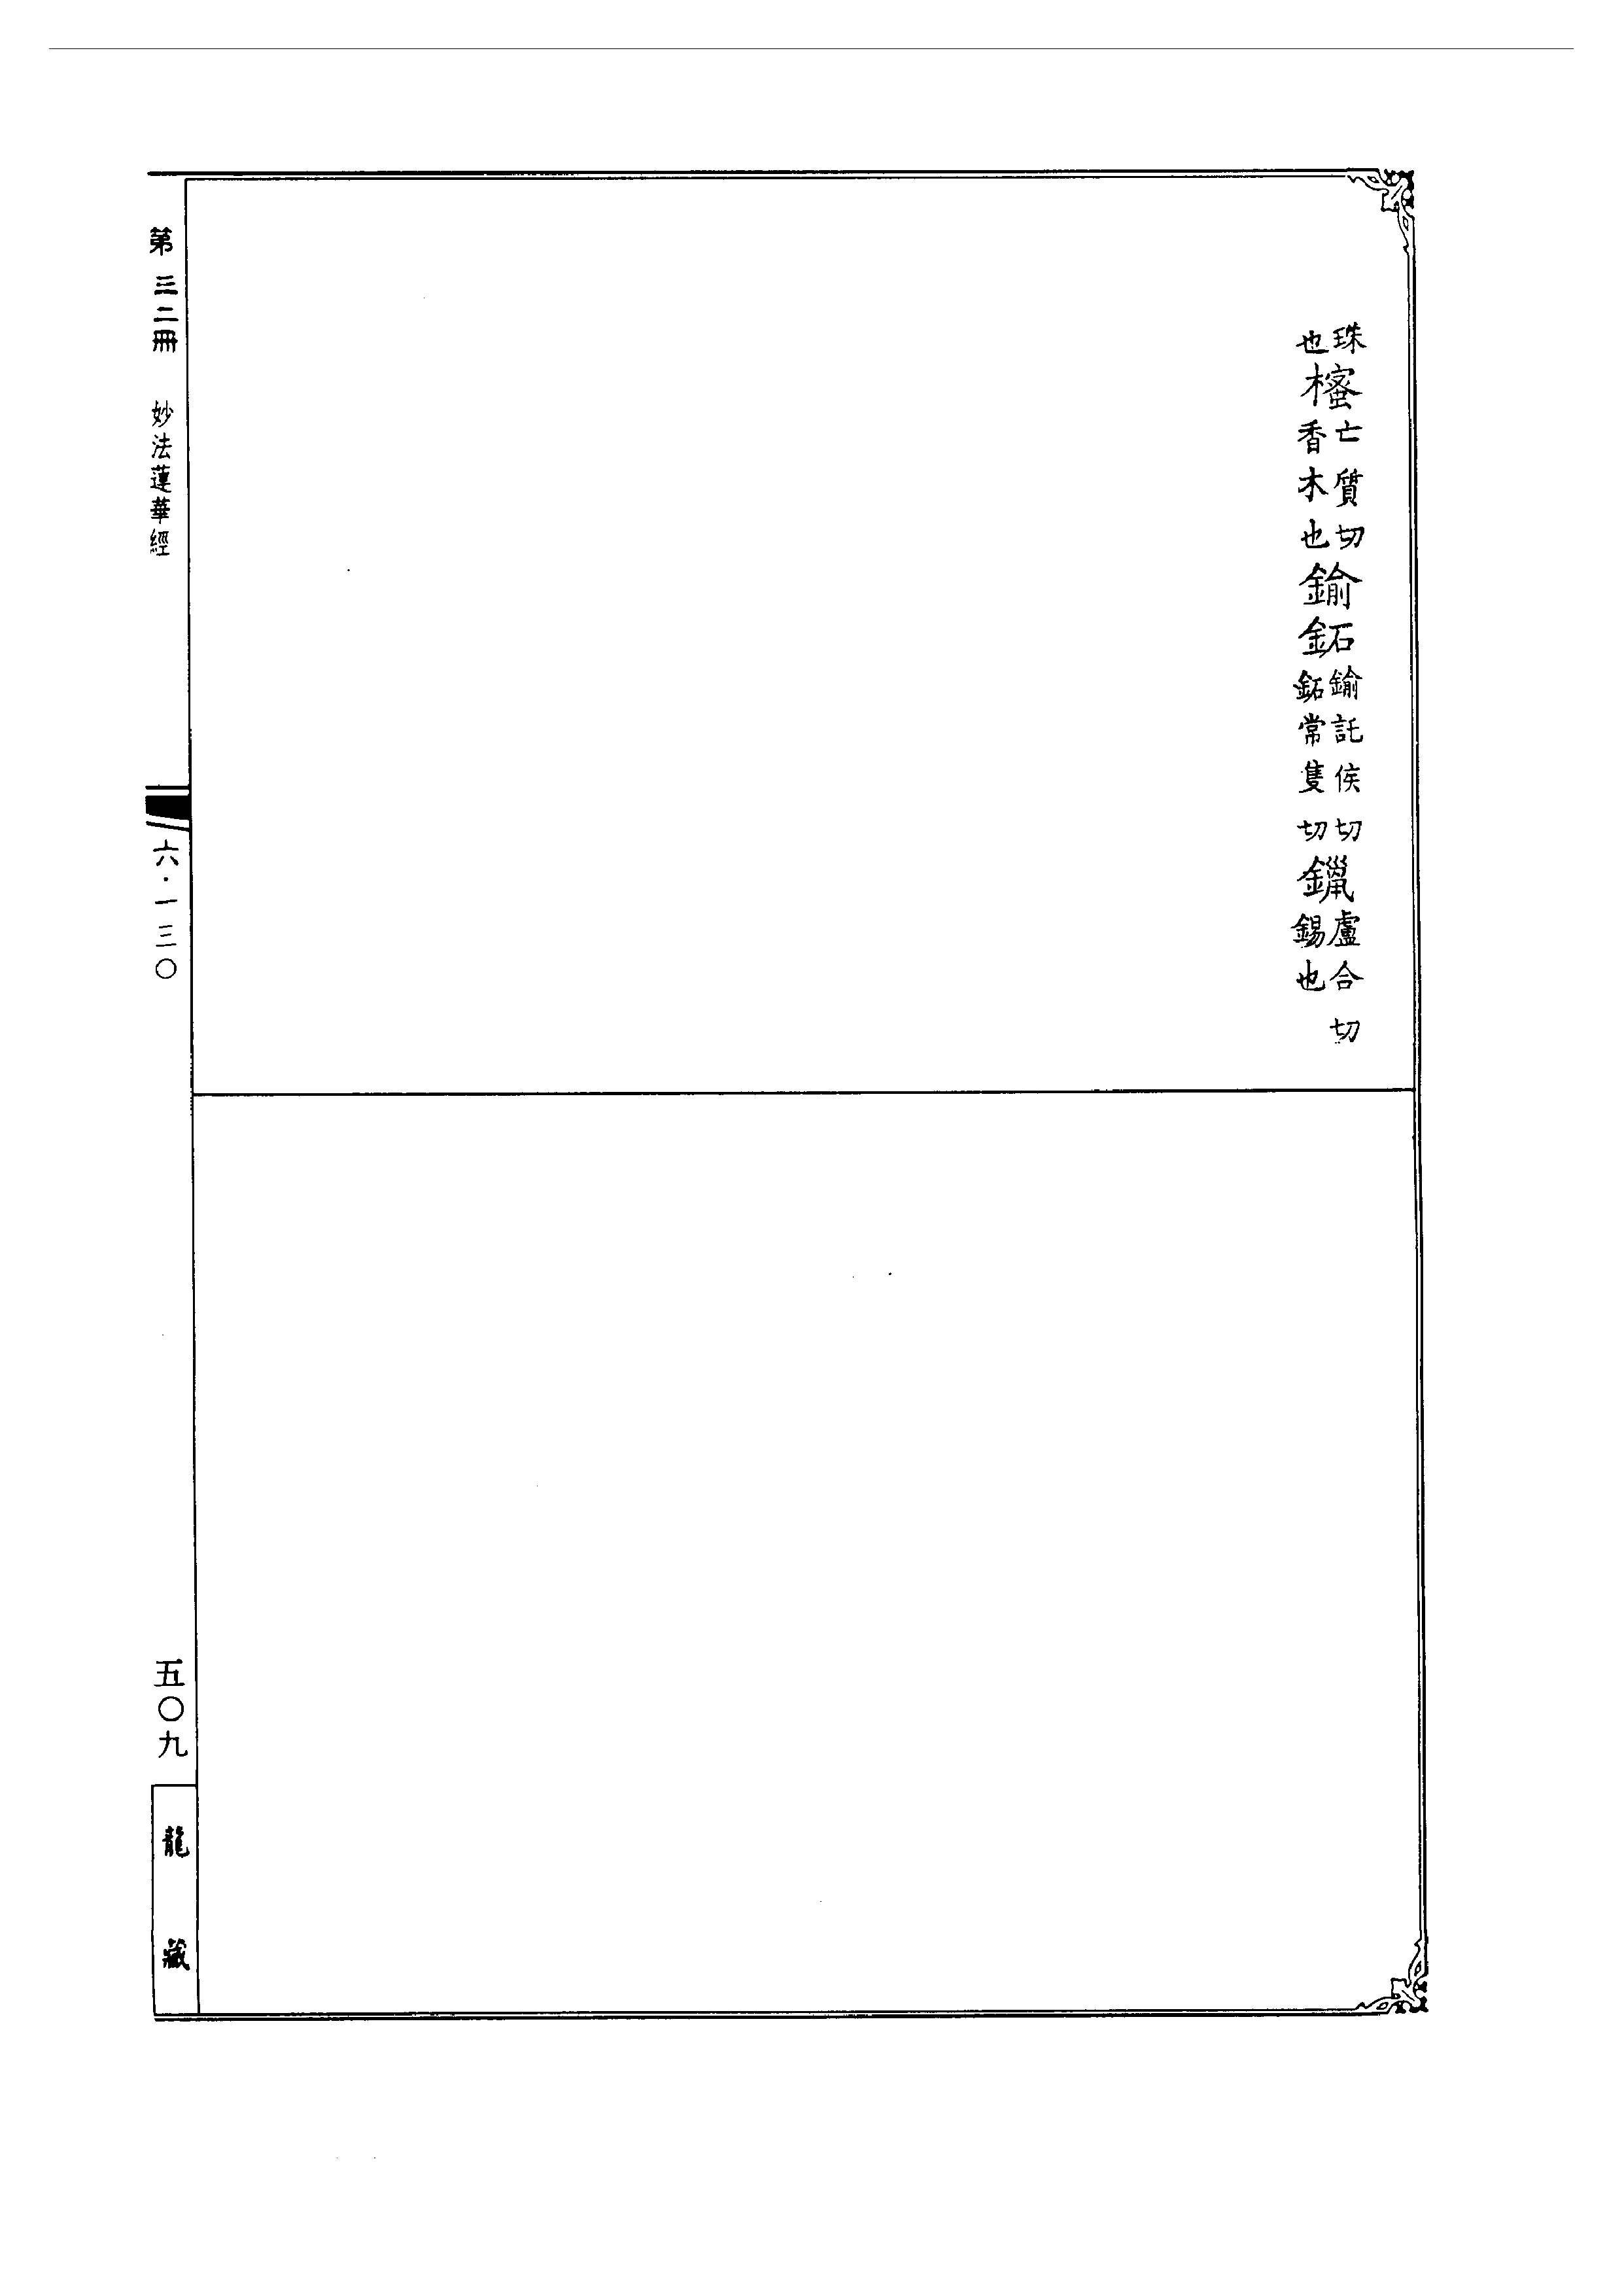 珠也櫁亡質切香木也鍮鉐鍮託侯切鉐常隻切鑞盧合切錫也
第三二冊 妙法蓮華經 六·一三〇 五〇九
龍藏